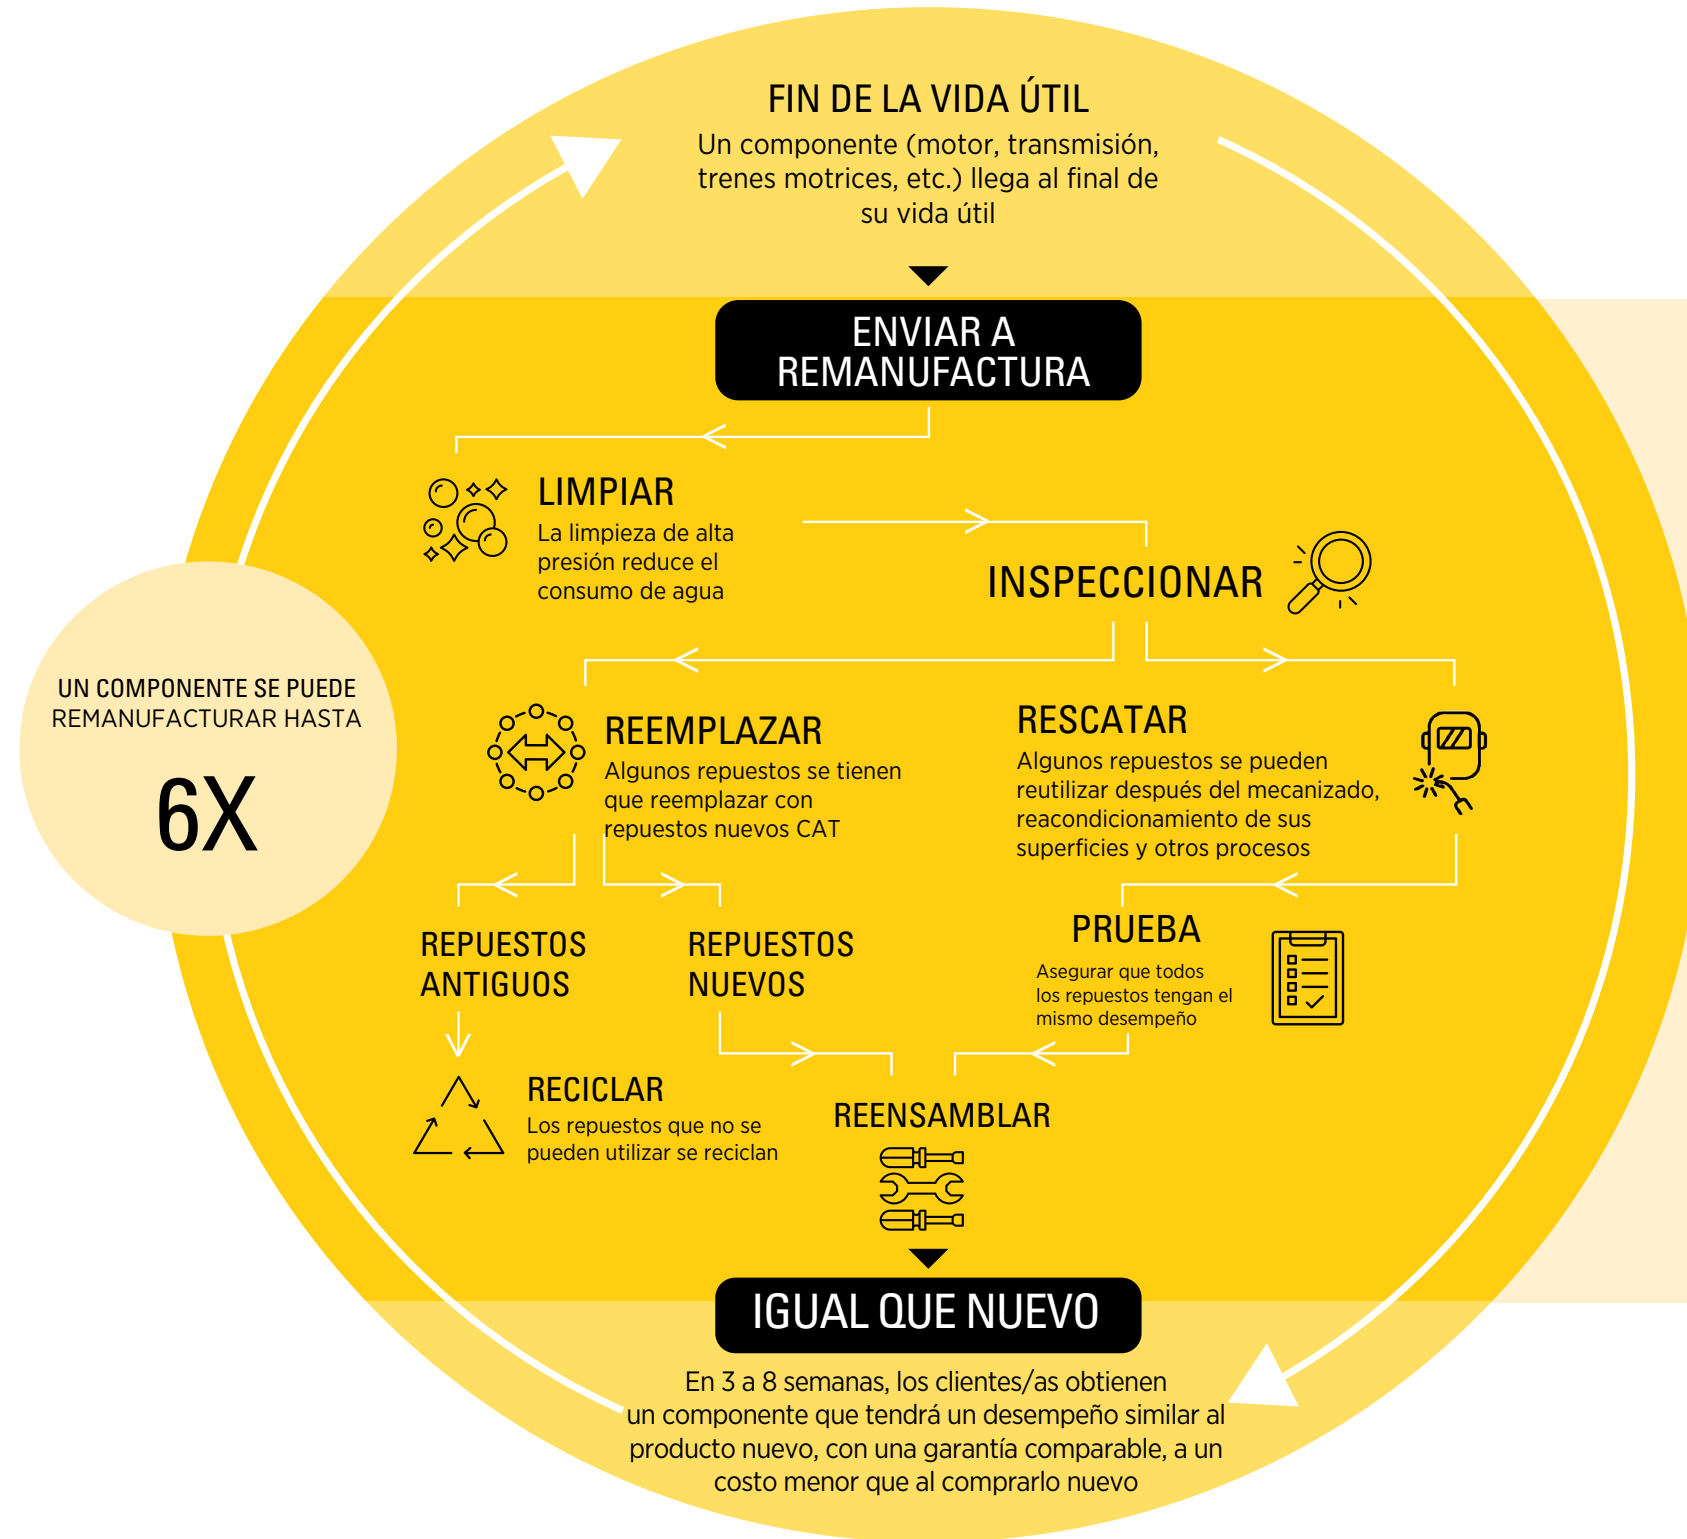 FIN DE LA VIDA ÚTIL
Un componente (motor, transmisión,
trenes motrices, etc.) llega al final de
su vida útil
ENVIAR A
REMANUFACTURA
LIMPIAR
La limpieza de alta
presión reduce el
consumo de agua
INSPECCIONAR
UN COMPONENTE SE PUEDE
REMANUFACTURAR HASTA
6X
REEMPLAZAR
Algunos repuestos se tienen
que reemplazar con
repuestos nuevos CAT
RESCATAR
Algunos repuestos se pueden
reutilizar después del mecanizado,
reacondicionamiento de sus
superficies y otros procesos
REPUESTOS
ANTIGUOS
REPUESTOS
NUEVOS
PRUEBA
Asegurar que todos
los repuestos tengan el
mismo desempeño
RECICLAR
Los repuestos que no se
pueden utilizar se reciclan
REENSAMBLAR
IGUAL QUE NUEVO
En 3 a 8 semanas, los clientes/as obtienen
un componente que tendrá un desempeño similar al
producto nuevo, con una garantía comparable, a un
costo menor que al comprarlo nuevo